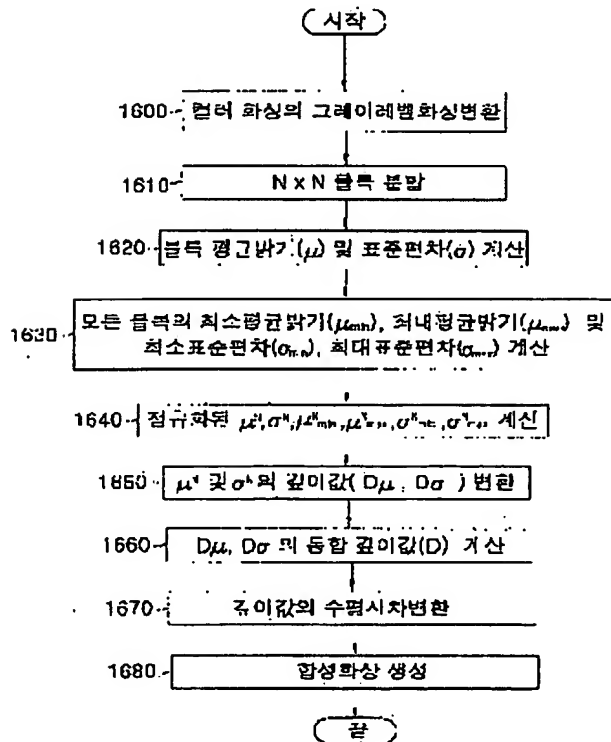 시작
1600 컬러 화상의 그레이레벨화상변환
1610 N x N 블록 분할
1620 블록 평균밝기(μ) 및 표준편차(σ) 계산
1630 모든 블록의 최소평균밝기(μmin), 최대평균밝기(μmax) 및
최소표준편차(σmin), 최대표준편차(σmax) 계산
1640 정규화된 계산
1650 μᴺ 및 σᴺ의 깊이값( Dμ, Dσ ) 변환
1660 Dμ, Dσ 의 통합 깊이값(D) 계산
1670 깊이값의 수평시차변환
1680 합성화상 생성
끝